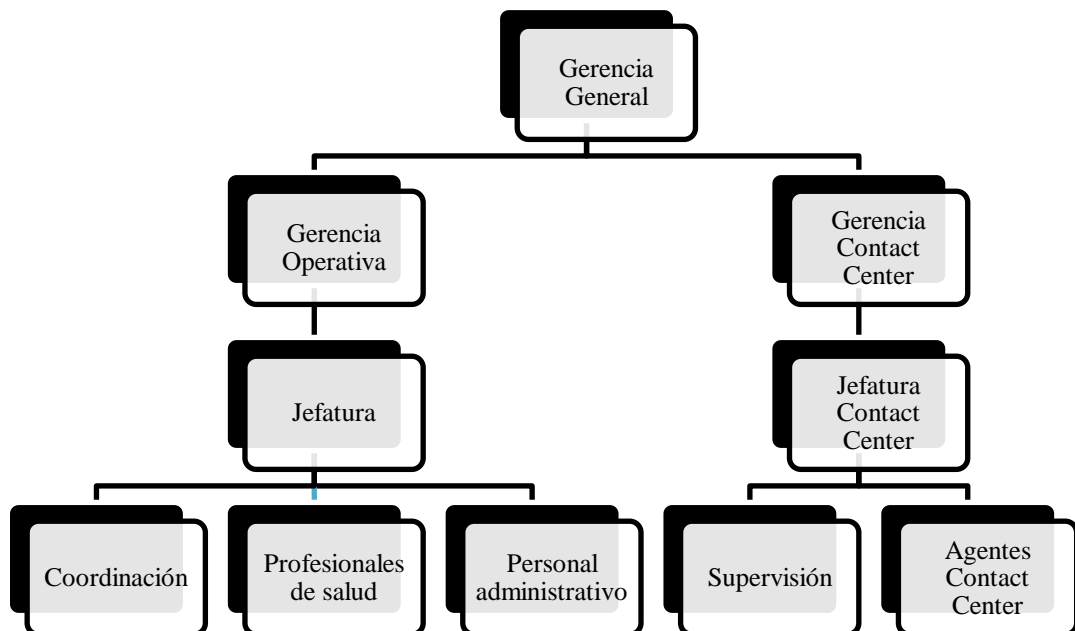 Gerencia
General
Gerencia
Operativa
Gerencia
Contact
Center
Jefatura
Jefatura
Contact
Center
Coordinación
Profesionales
de salud
Personal
administrativo
Supervisión
Agentes
Contact
Center